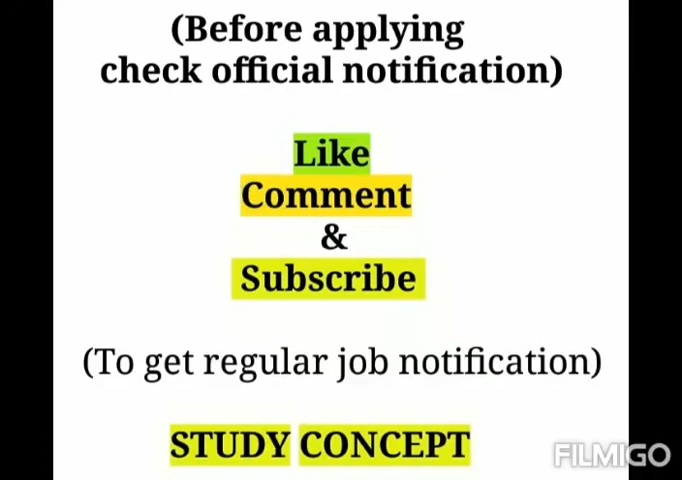 (Before applying
check official notification)
Like
Comment
&
Subscribe
(To get regular job notification)
STUDY CONCEPT
FILMIGO